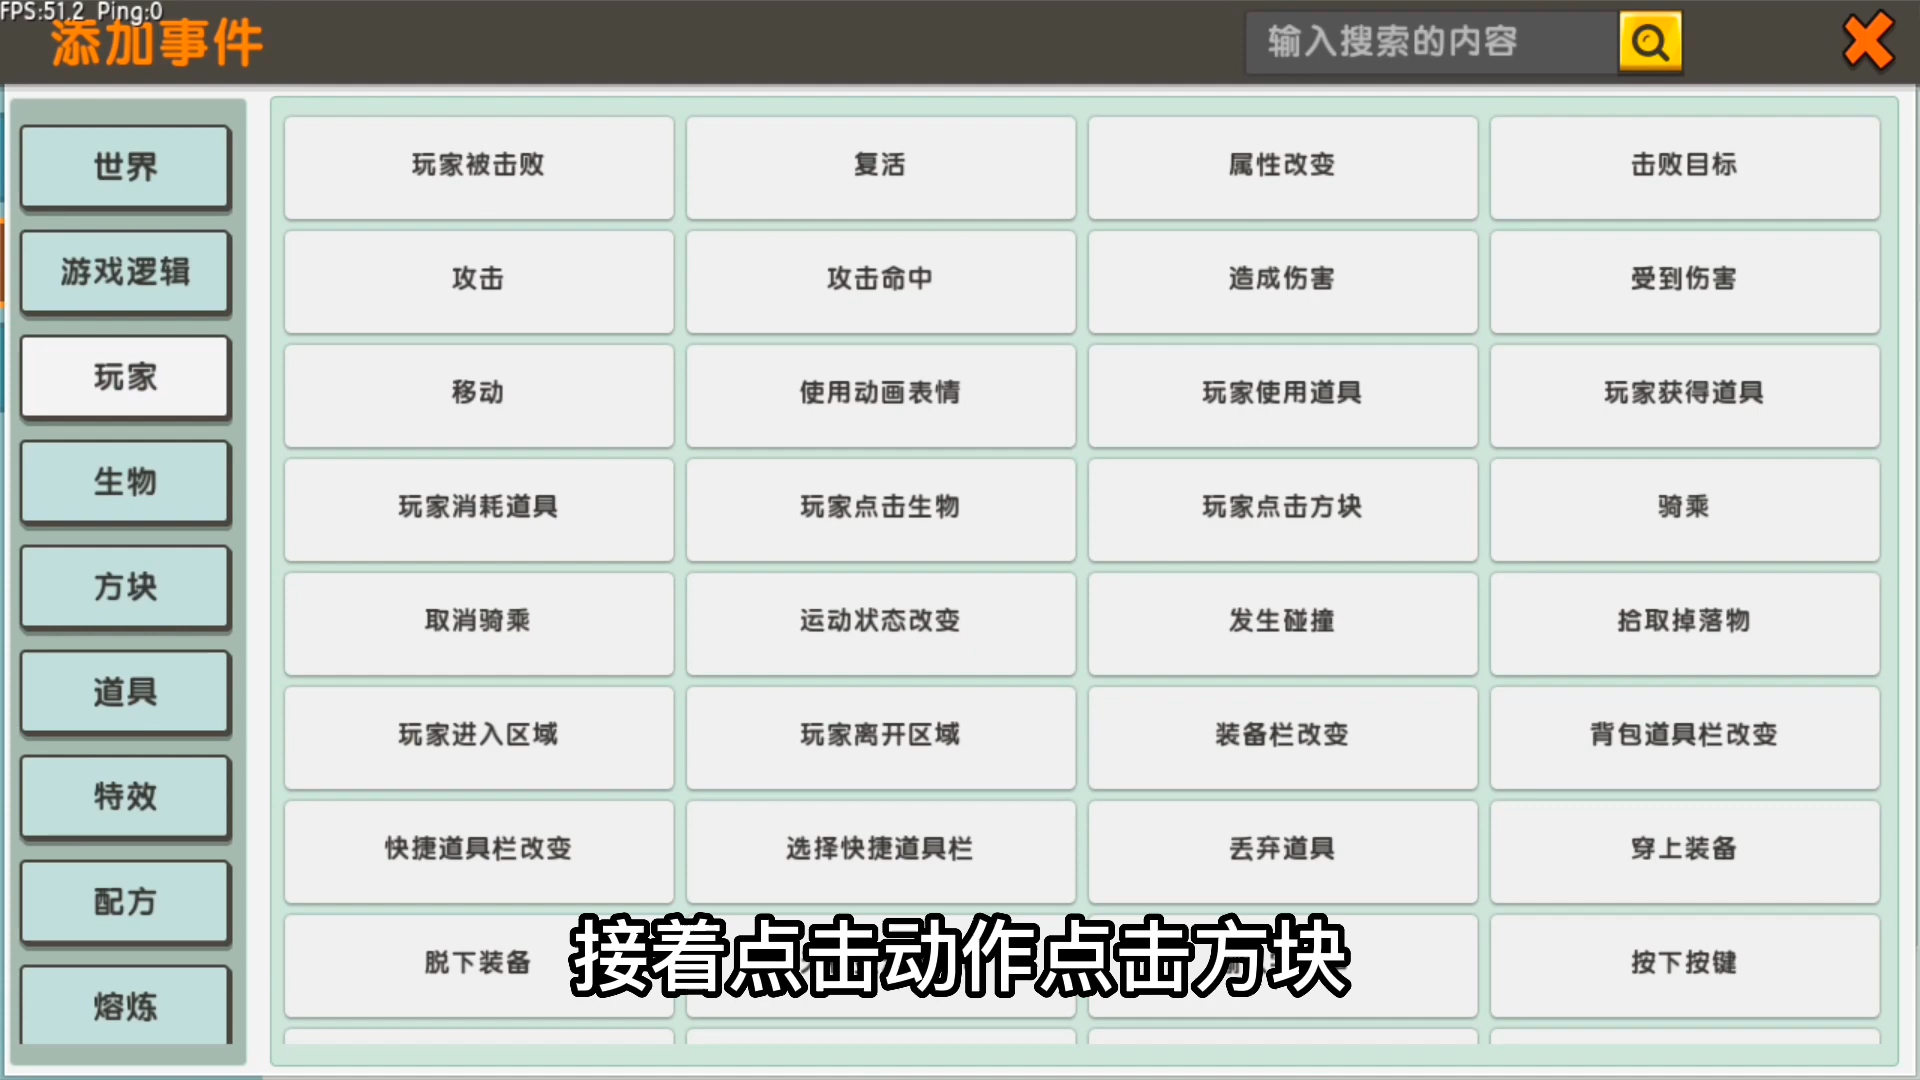 FPS:51.2 Ping:0
添加事件
输入搜索的内容
世界
游戏逻辑
玩家
生物
方块
道具
特效
配方
熔炼
玩家被击败 复活 属性改变 击败目标
攻击 攻击命中 造成伤害 受到伤害
移动 使用动画表情 玩家使用道具 玩家获得道具
玩家消耗道具 玩家点击生物 玩家点击方块 骑乘
取消骑乘 运动状态改变 发生碰撞 拾取掉落物
玩家进入区域 玩家离开区域 装备栏改变 背包道具栏改变
快捷道具栏改变 选择快捷道具栏 丢弃道具 穿上装备
脱下装备 按下按键
接着点击动作点击方块